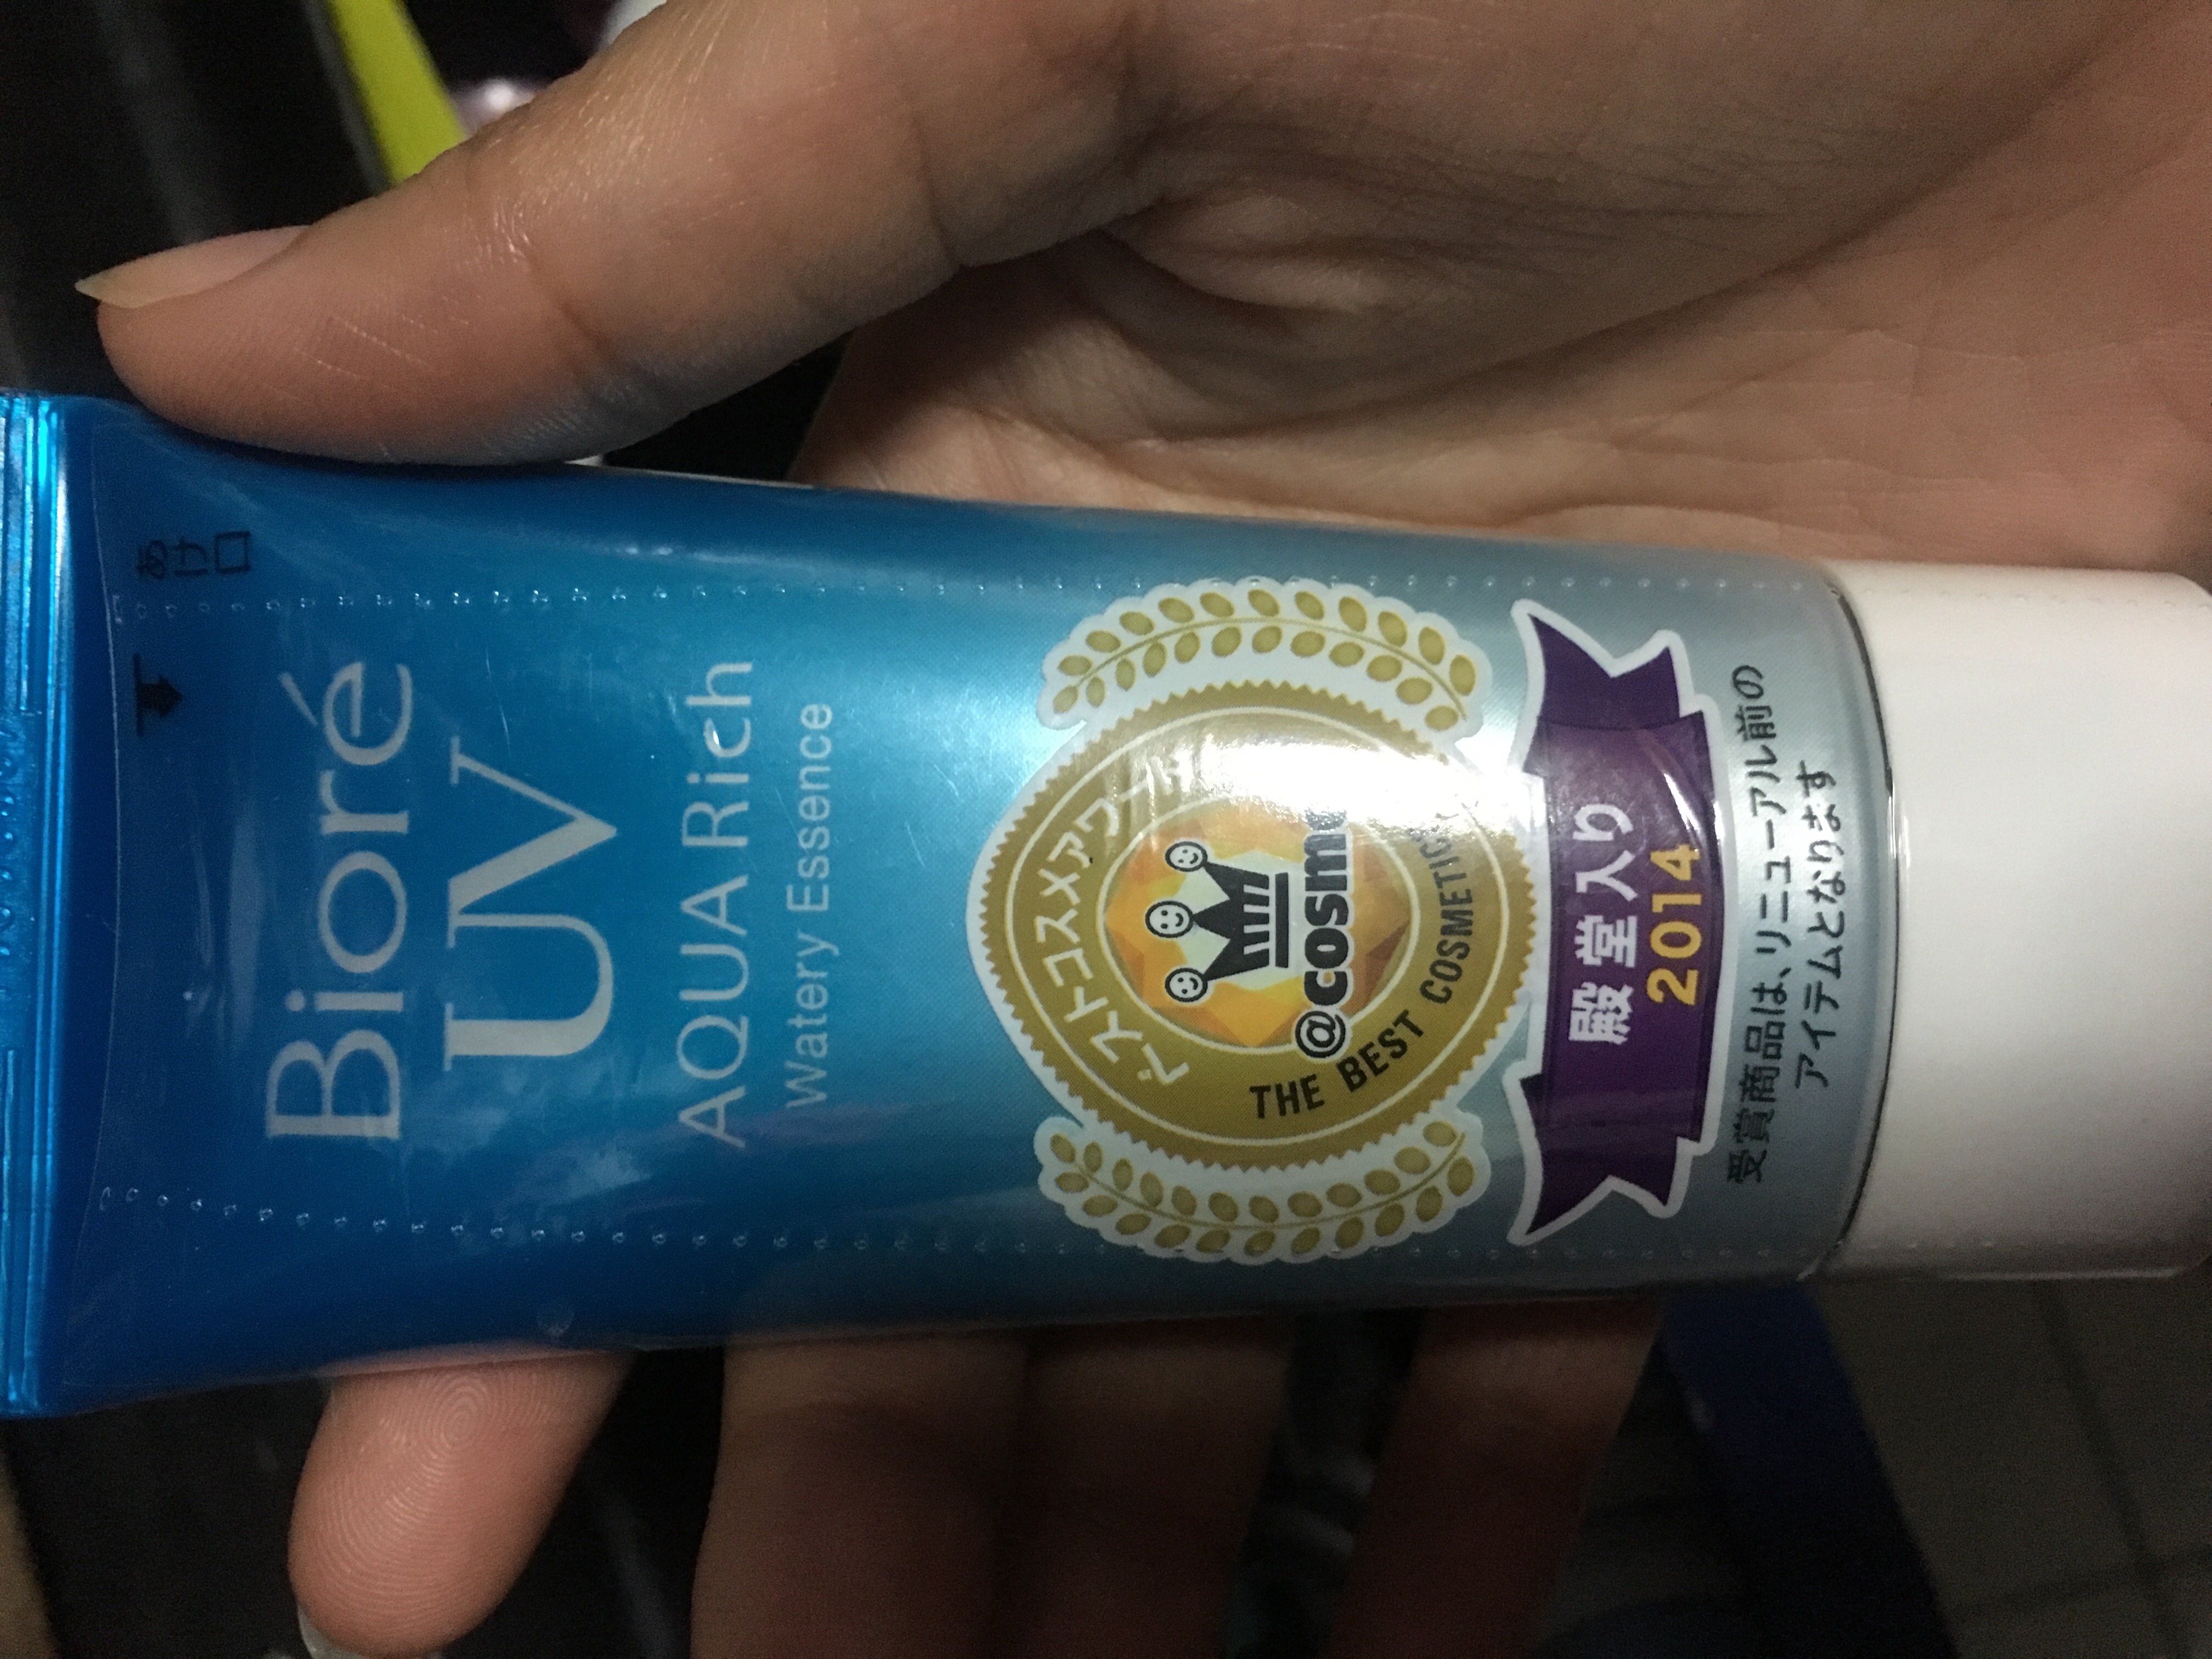 あけ口
Bioré
UV
AQUA Rich
Watery Essence
ベストコスメアワード
@cosme
THE BEST COSMETICS
殿堂入り
2014
受賞商品は、リニューアル前の
アイテムとなります